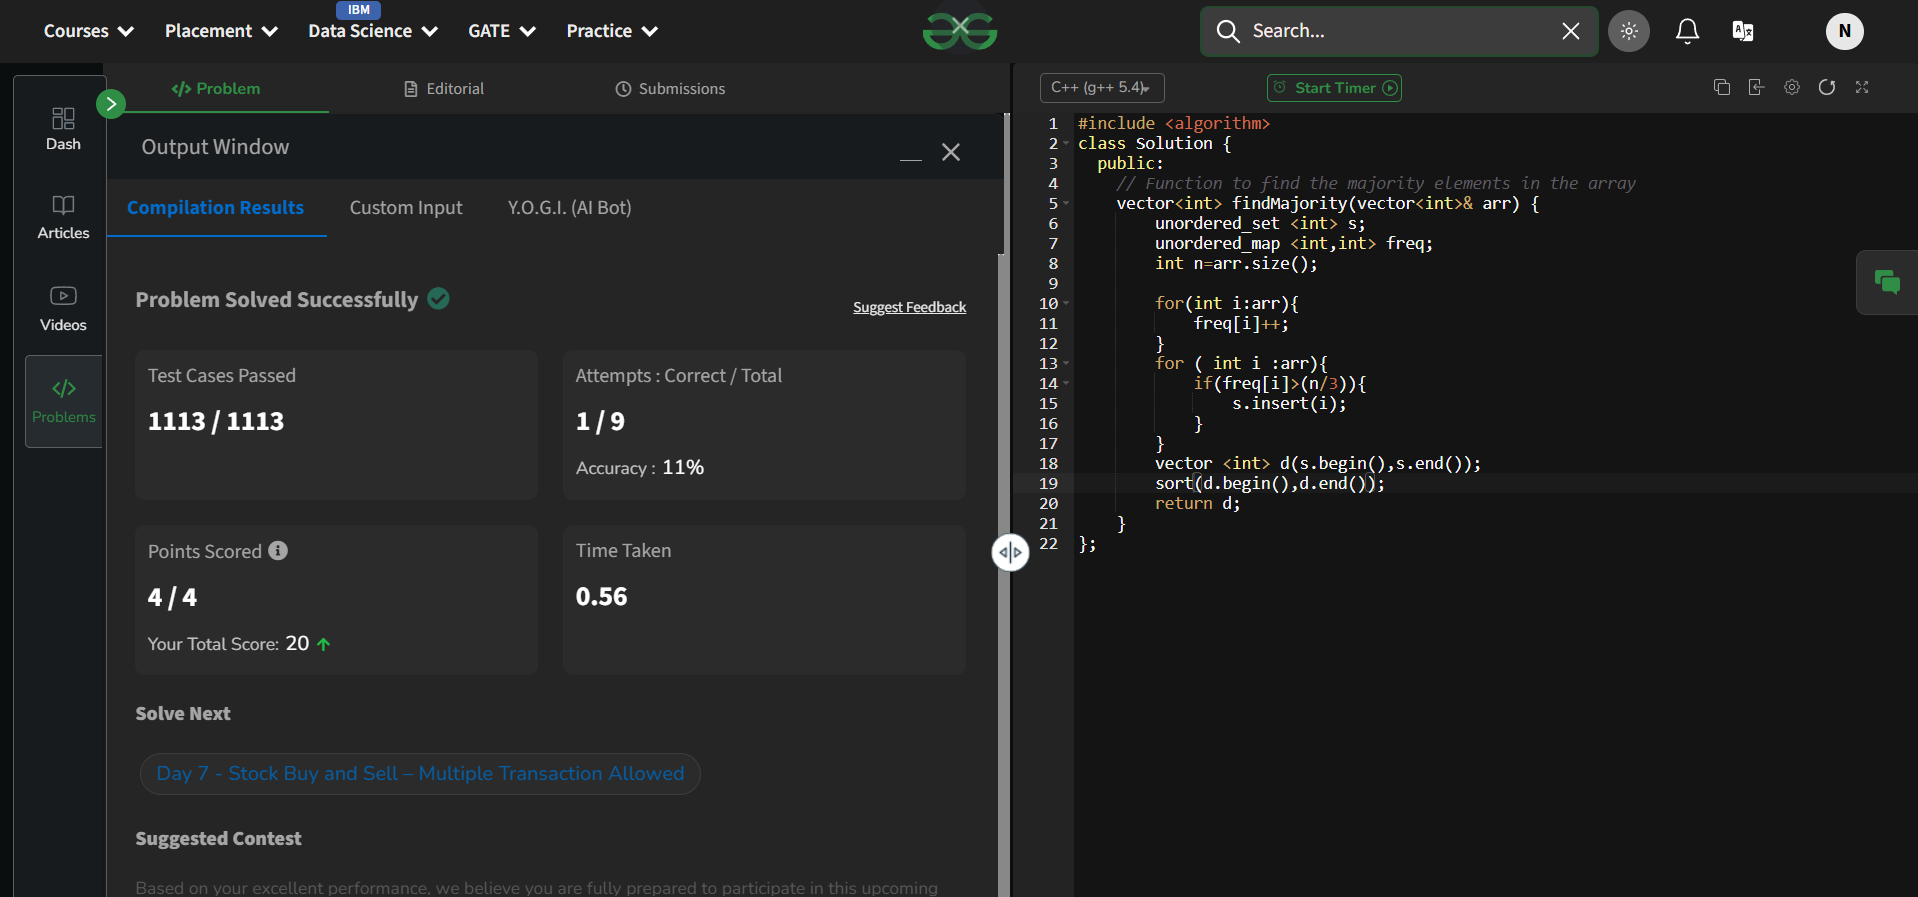 IBM
Courses Placement Data Science GATE Practice Search... A N
</> Problem Editorial Submissions
C++ (g++ 5.4) Start Timer
Dash
Articles
Videos
</>
Problems
Output Window
Compilation Results Custom Input Y.O.G.I. (AI Bot)
Problem Solved Successfully
Suggest Feedback
Test Cases Passed
1113 / 1113
Attempts : Correct / Total
1 / 9
Accuracy : 11%
Points Scored
4 / 4
Your Total Score: 20
Time Taken
0.56
Solve Next
Day 7 - Stock Buy and Sell – Multiple Transaction Allowed
Suggested Contest
Based on your excellent performance, we believe you are fully prepared to participate in this upcoming
1 #include <algorithm>
2 class Solution {
3 public:
4 // Function to find the majority elements in the array
5 vector<int> findMajority(vector<int>& arr) {
6 unordered_set <int> s;
7 unordered_map <int,int> freq;
8 int n=arr.size();
9
10 for(int i:arr){
11 freq[i]++;
12 }
13 for ( int i :arr){
14 if(freq[i]>(n/3)){
15 s.insert(i);
16 }
17 }
18 vector <int> d(s.begin(),s.end());
19 sort(d.begin(),d.end());
20 return d;
21 }
22 };